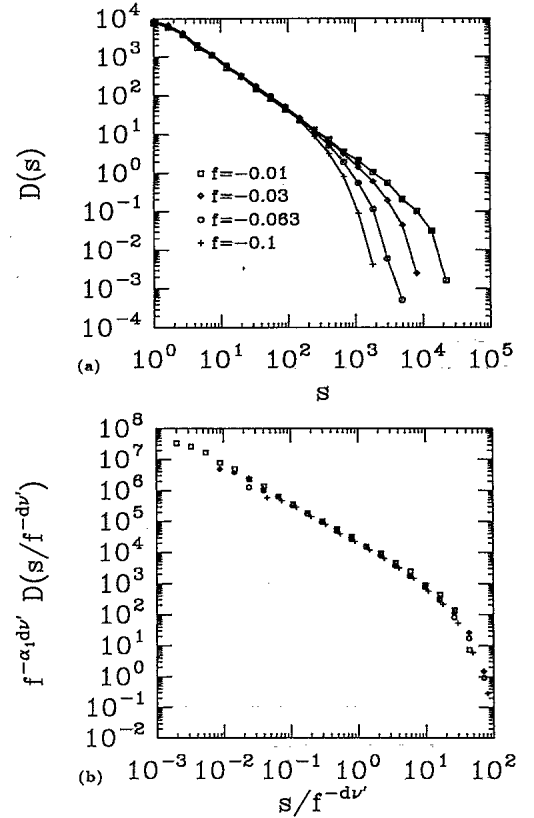 10^4
10^3
10^2
10^1
10^0
10^-1
10^-2
10^-3
10^-4
D(s)
f=-0.01
f=-0.03
f=-0.063
f=-0.1
(a)
10^0 10^1 10^2 10^3 10^4 10^5
s
10^8
10^7
10^6
10^5
10^4
10^3
10^2
10^1
10^0
10^-1
10^-2
f^-α₁dν' D(s/f^-dν')
(b)
10^-3 10^-2 10^-1 10^0 10^1 10^2
s/f^-dν'